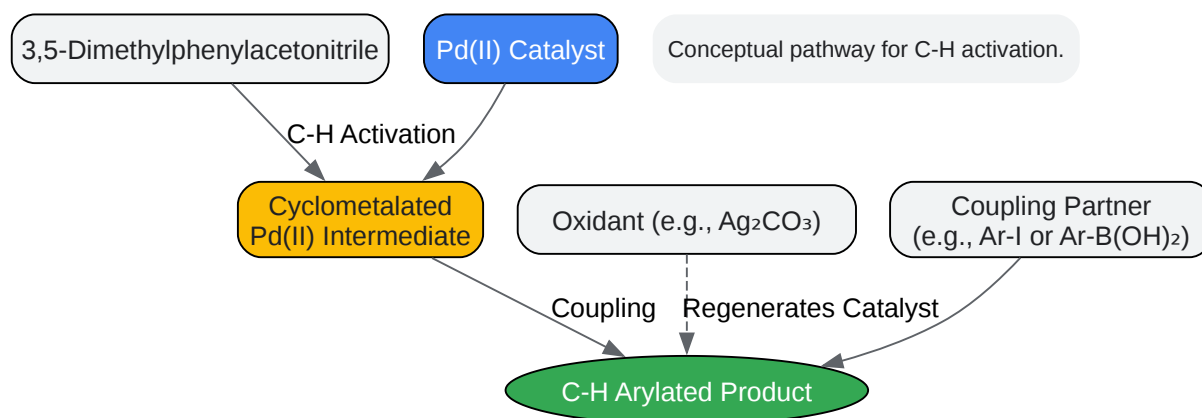 3,5-Dimethylphenylacetonitrile
Pd(II) Catalyst
Conceptual pathway for C-H activation.
C-H Activation
Cyclometalated
Pd(II) Intermediate
Oxidant (e.g., Ag₂CO₃)
Coupling Partner
(e.g., Ar-I or Ar-B(OH)₂)
Coupling
Regenerates Catalyst
C-H Arylated Product